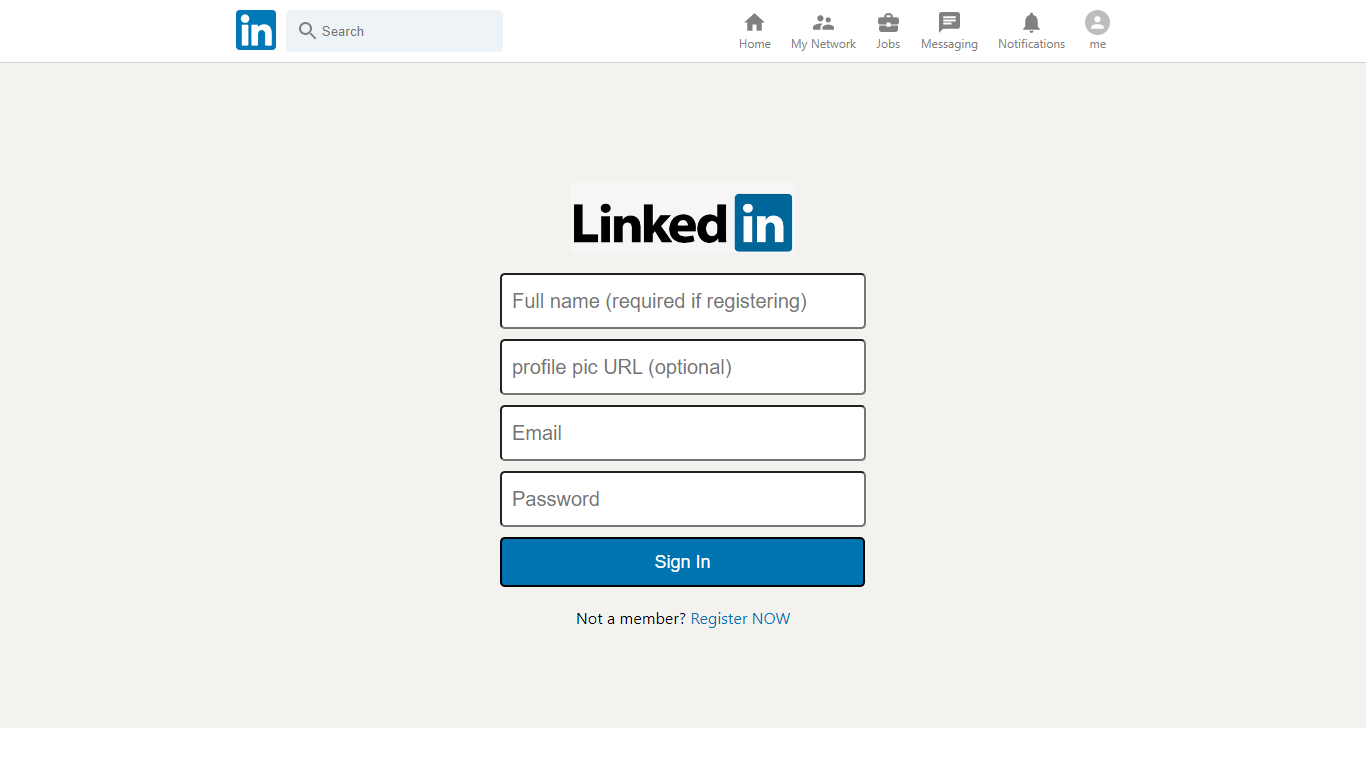 in
Search
Home
My Network
Jobs
Messaging
Notifications
me
Linked in
Full name (required if registering)
profile pic URL (optional)
Email
Password
Sign In
Not a member? Register NOW